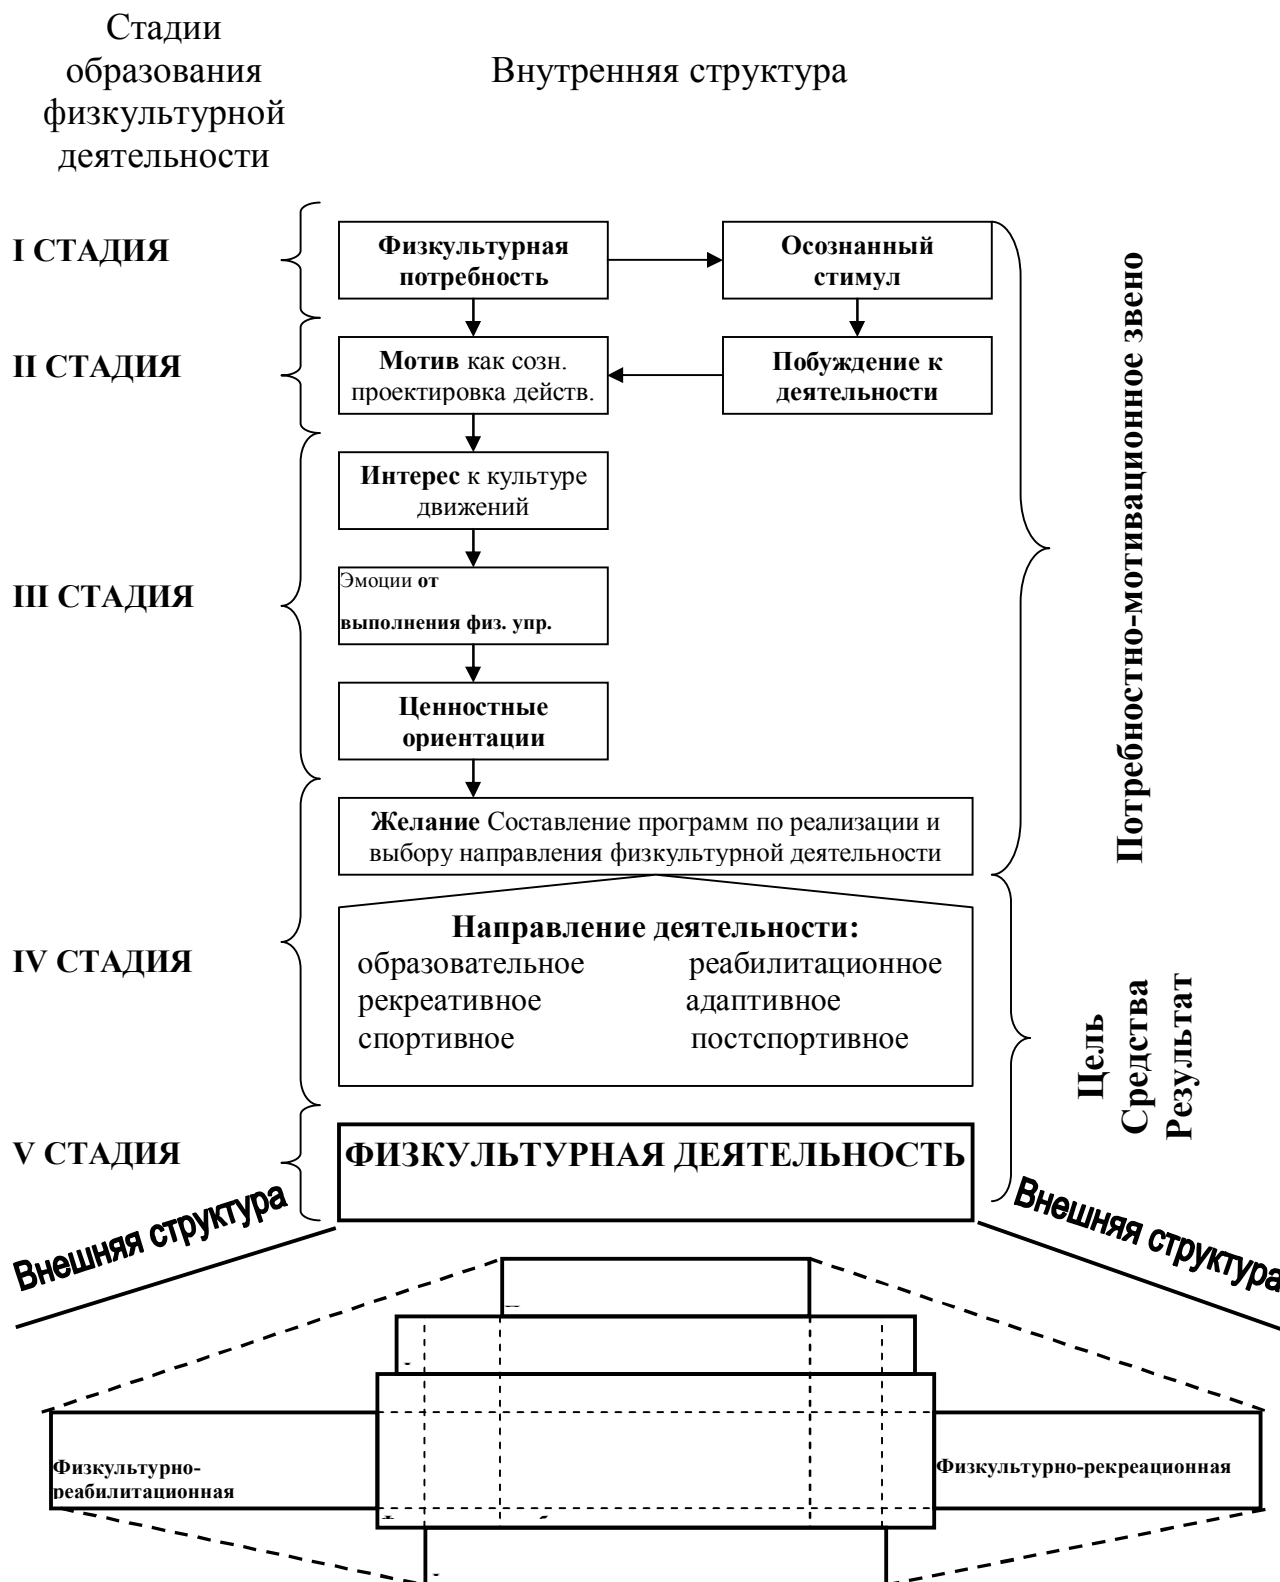 Стадии
образования
физкультурной
деятельности
Внутренняя структура
I СТАДИЯ
Физкультурная
потребность
Осознанный
стимул
II СТАДИЯ
Мотив как созн.
проектировка действ.
Побуждение к
деятельности
Интерес к культуре
движений
III СТАДИЯ
Эмоции от
выполнения физ. упр.
Ценностные
ориентации
Желание Составление программ по реализации и
выбору направления физкультурной деятельности
Потребностно-мотивационное звено
IV СТАДИЯ
Направление деятельности:
образовательное реабилитационное
рекреативное адаптивное
спортивное постспортивное
Цель
Средства
Результат
V СТАДИЯ
ФИЗКУЛЬТУРНАЯ ДЕЯТЕЛЬНОСТЬ
Внешняя структура
Внешняя структура
Физкультурно-
реабилитационная
Физкультурно-рекреационная